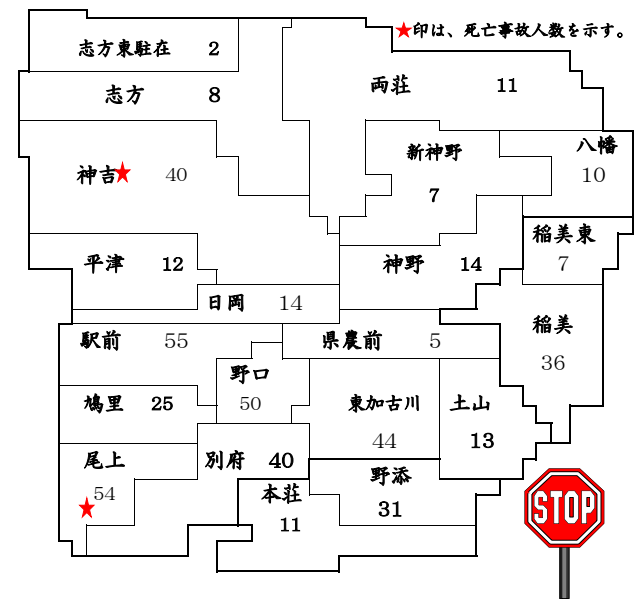 ★印は、死亡事故人数を示す。
志方東駐在 2
志方 8
両荘 11
神吉★ 40
新神野
7
八幡
10
平津 12
神野 14
稲美東
7
日岡 14
稲美
36
駅前 55
県農前 5
野口
50
鳩里 25
東加古川
44
土山
13
尾上
54
★
別府 40
本荘
11
野添
31
STOP